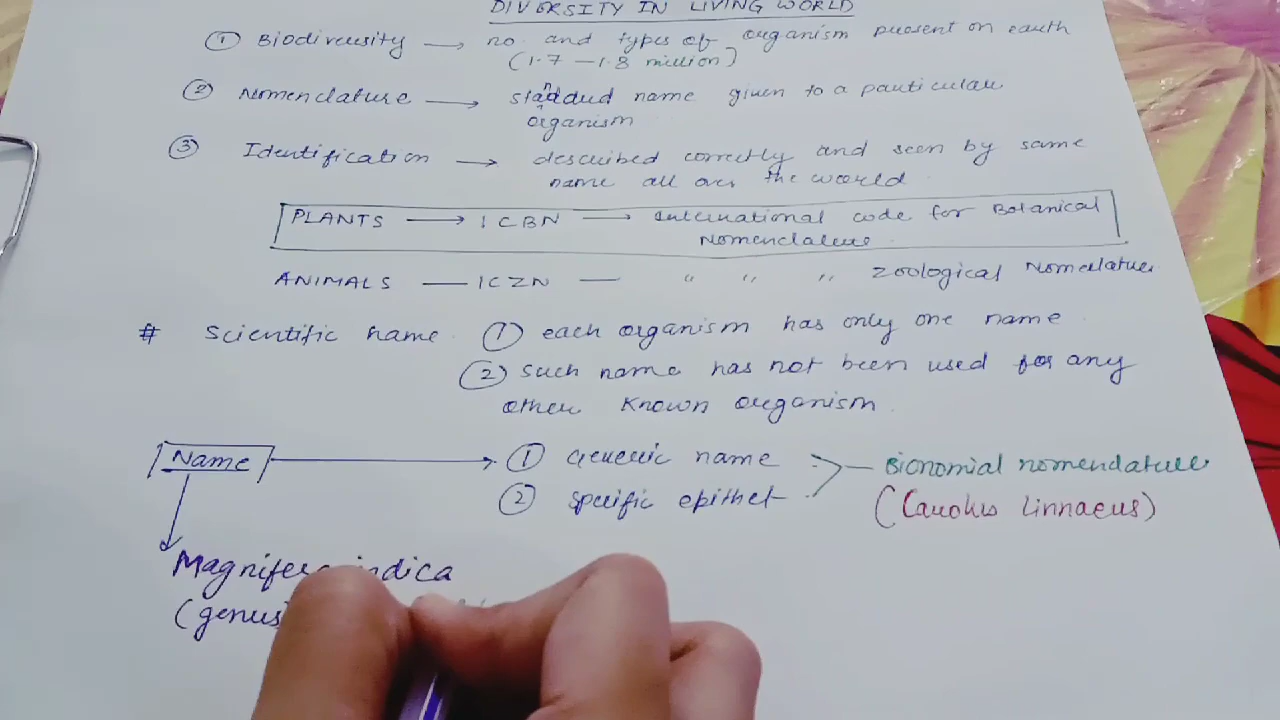 DIVERSITY IN LIVING WORLD
① Biodiversity → no and types of organism present on earth
(1.7 – 1.8 million)
② Nomenclature → standdud name given to a particular
organism
③ Identification → described correctly and seen by same
name all over the world
PLANTS → ICBN → International code for Botanical
Nomenclature
ANIMALS — ICZN — " " " Zoological Nomenclature
# Scientific name ① each organism has only one name
② such name has not been used for any
other known organism
Name → ① Generic name
② specific epithet
Bionomial nomenclature
(Carolus linnaeus)
Magnifera indica
(genus)